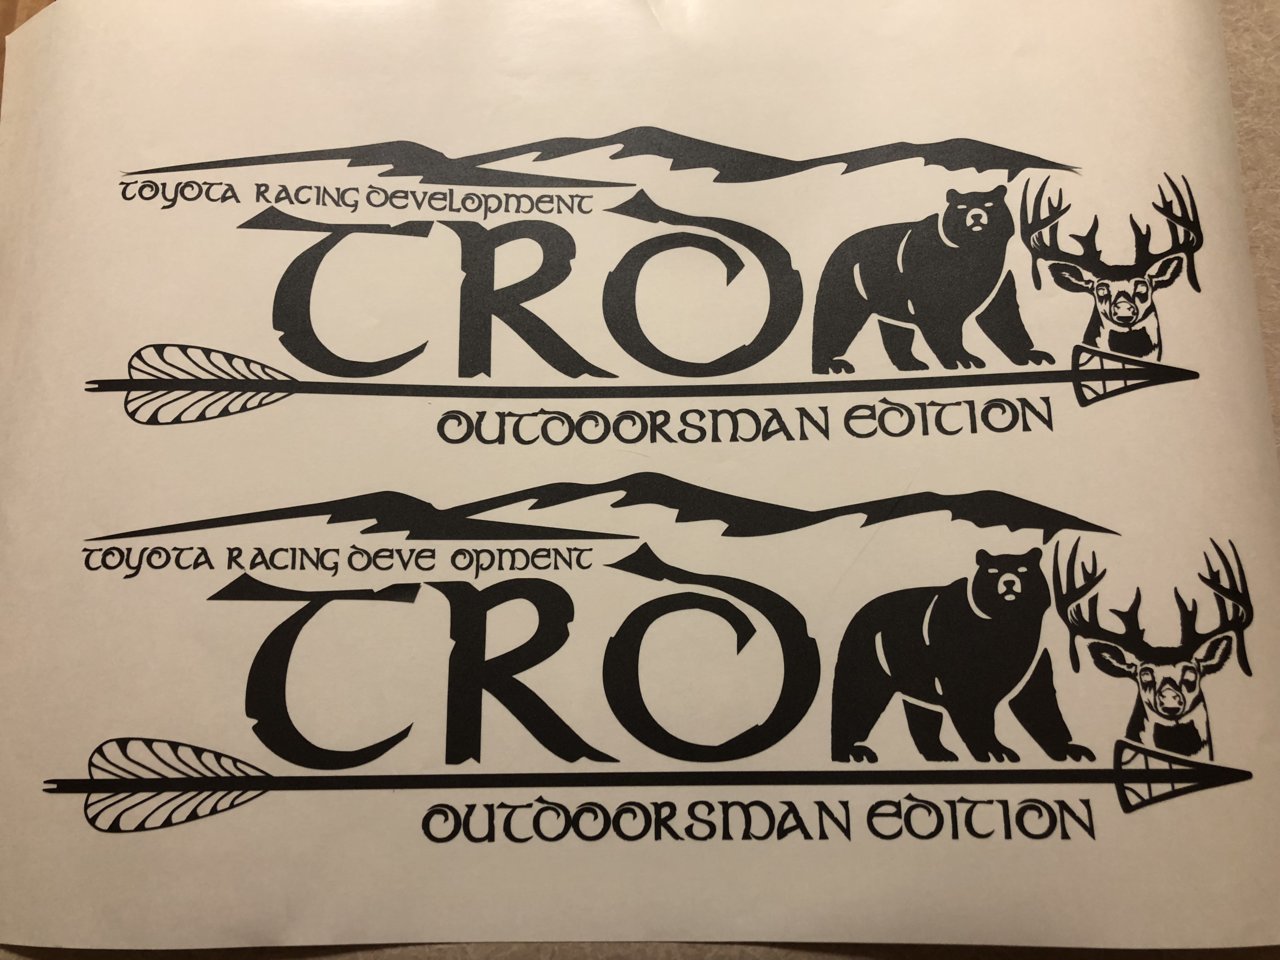 TOYOTA RACING DEVELOPMENT
TRD
OUTDOORSMAN EDITION
TOYOTA RACING DEVE OPMENT
TRD
OUTDOORSMAN EDITION